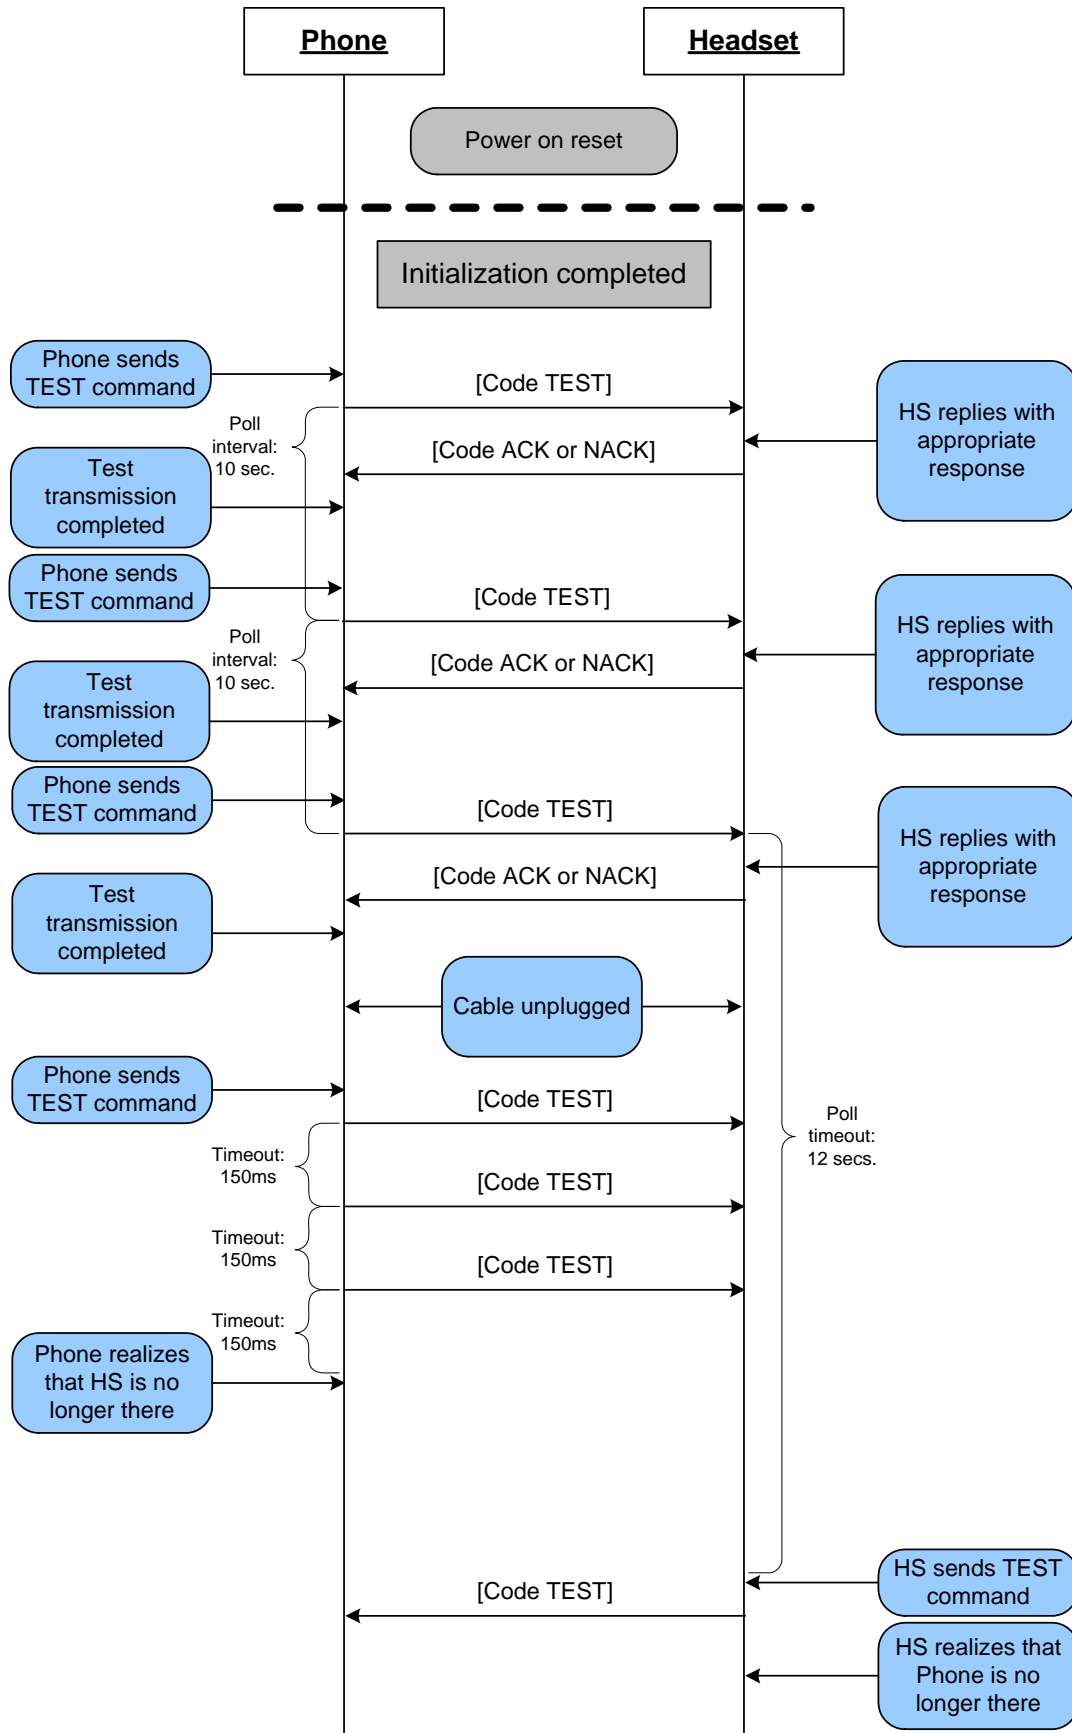 Phone
Headset
Power on reset
Initialization completed
Phone sends
TEST command
[Code TEST]
HS replies with
appropriate
response
Poll
interval:
10 sec.
[Code ACK or NACK]
Test
transmission
completed
Phone sends
TEST command
[Code TEST]
HS replies with
appropriate
response
Poll
interval:
10 sec.
[Code ACK or NACK]
Test
transmission
completed
Phone sends
TEST command
[Code TEST]
HS replies with
appropriate
response
[Code ACK or NACK]
Test
transmission
completed
Cable unplugged
Phone sends
TEST command
[Code TEST]
Poll
timeout:
12 secs.
Timeout:
150ms
[Code TEST]
Timeout:
150ms
[Code TEST]
Timeout:
150ms
Phone realizes
that HS is no
longer there
HS sends TEST
command
[Code TEST]
HS realizes that
Phone is no
longer there